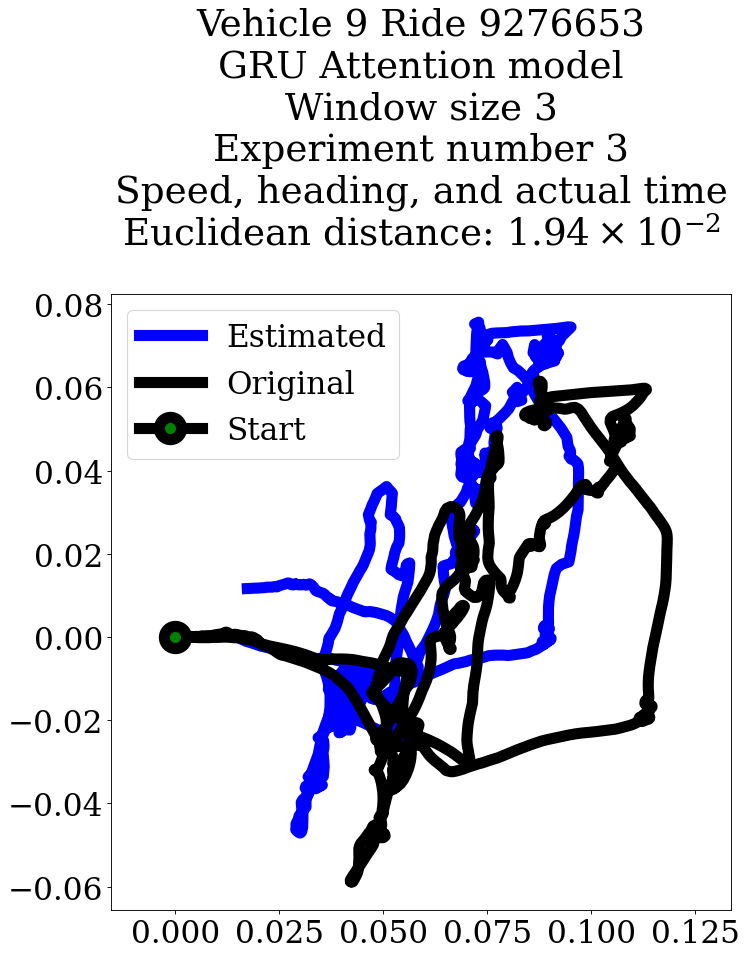 Vehicle 9 Ride 9276653
GRU Attention model
Window size 3
Experiment number 3
Speed, heading, and actual time
Euclidean distance: 1.94 × 10⁻²
0.08
0.06
0.04
0.02
0.00
−0.02
−0.04
−0.06
Estimated
Original
Start
0.000 0.025 0.050 0.075 0.100 0.125